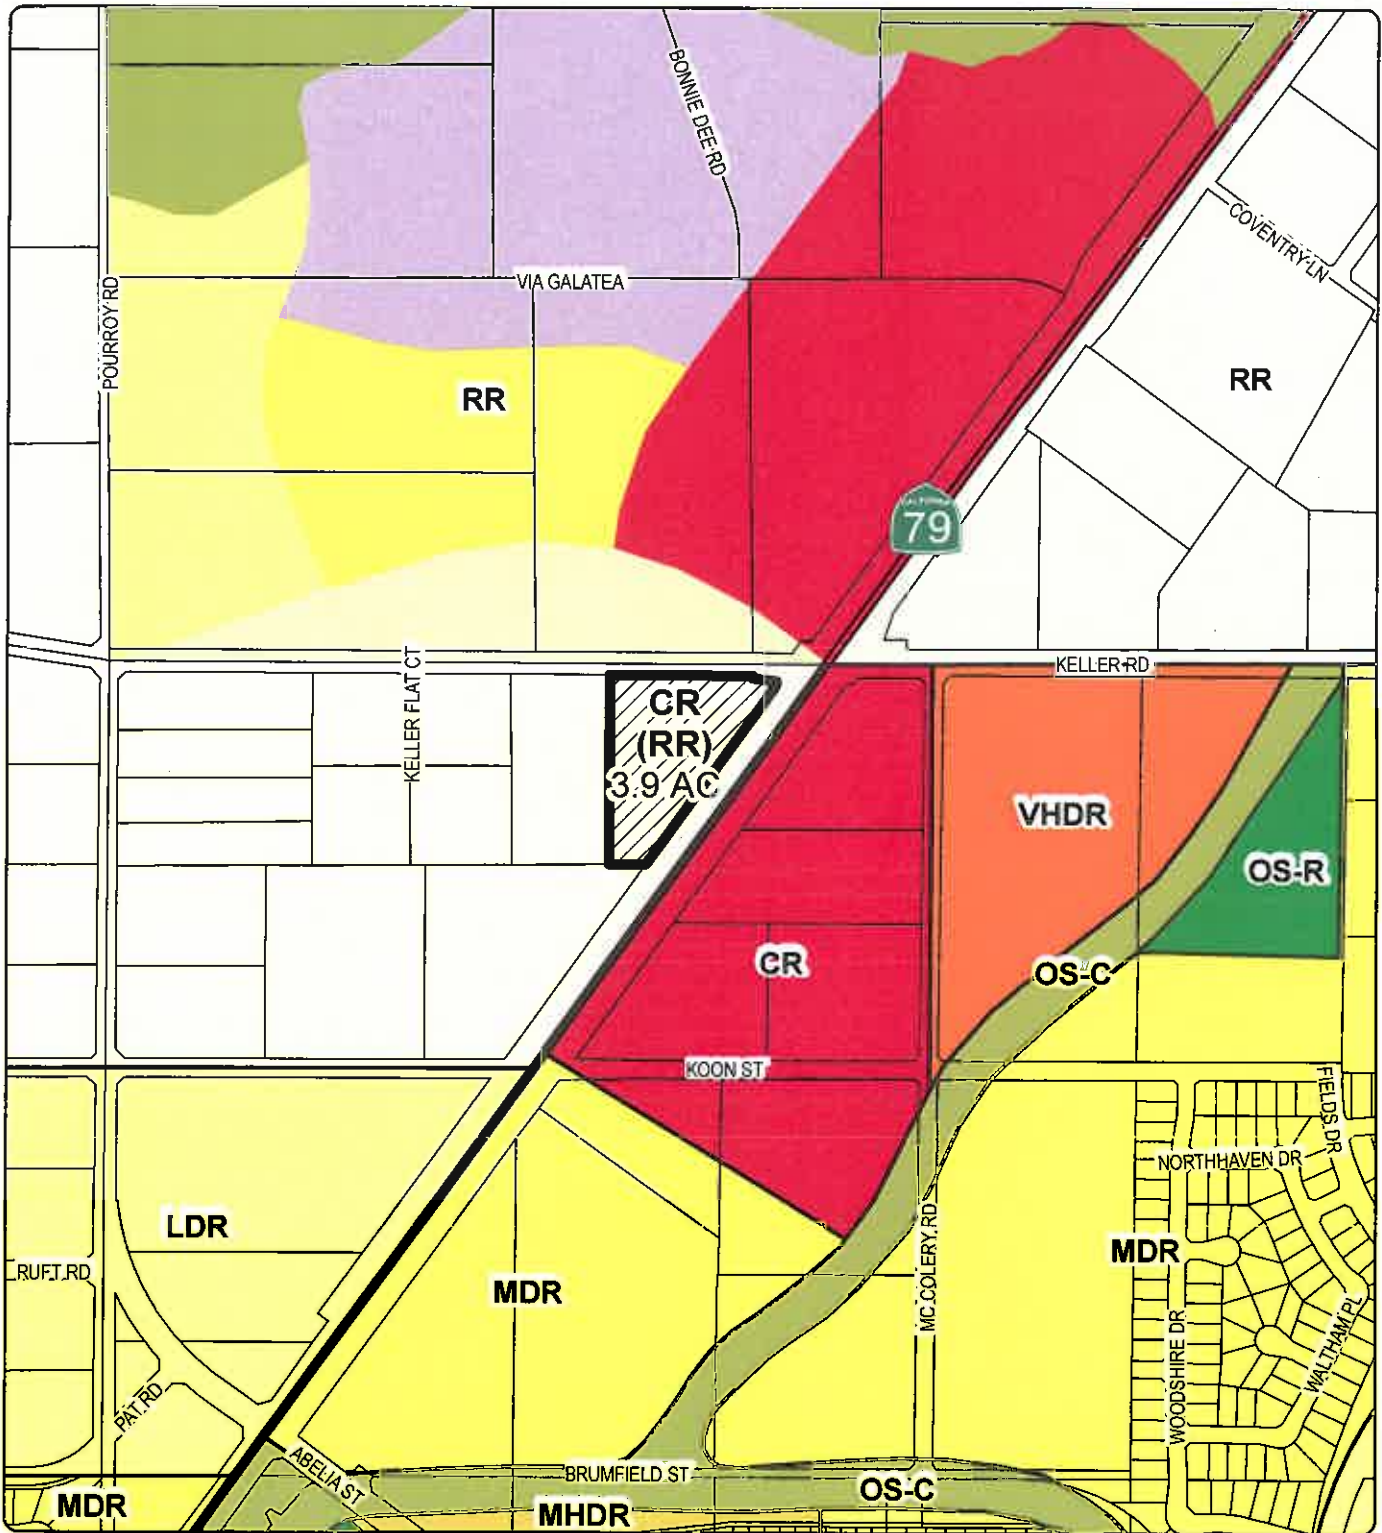 BONNIE DEE RD
COVENTRY LN
VIA GALATEA
POURROY RD
RR
RR
CALIFORNIA
79
KELLER RD
KELLER FLAT CT
CR
(RR)
3.9 AC
VHDR
OS-R
CR
OS-C
KOON ST
FIELDS DR
NORTHHAVEN DR
LDR
MC COLERY RD
MDR
RUFT RD
MDR
WOODSHIRE DR
WALTHAM PL
PAT RD
ABELIA ST
BRUMFIELD ST
OS-C
MDR
MHDR